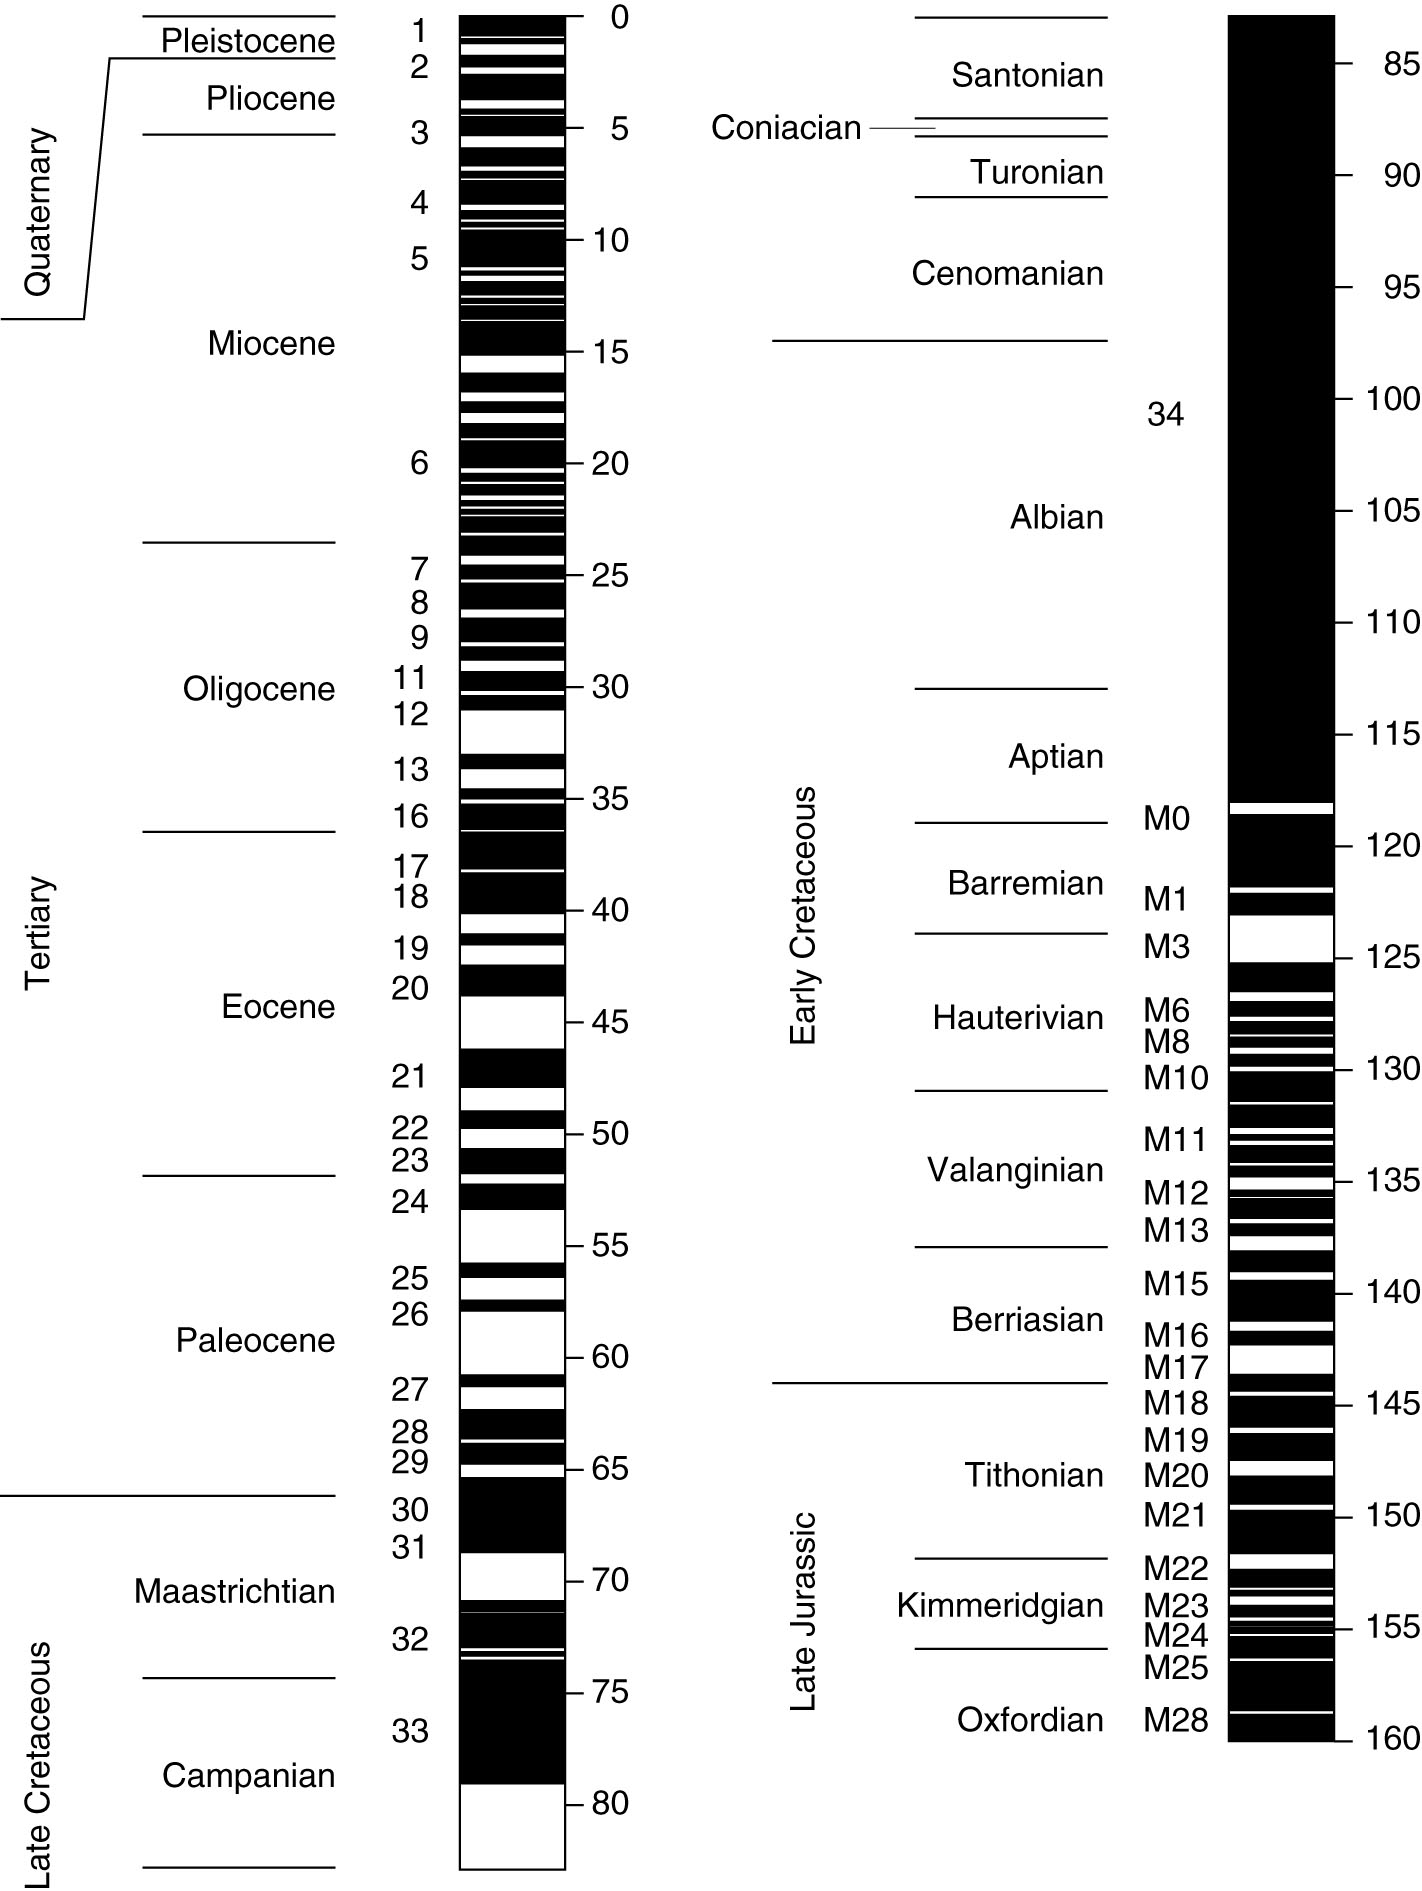 Quaternary
Tertiary
Late Cretaceous
Pleistocene
Pliocene
Miocene
Oligocene
Eocene
Paleocene
Maastrichtian
Campanian
1
2
3
4
5
6
7
8
9
11
12
13
16
17
18
19
20
21
22
23
24
25
26
27
28
29
30
31
32
33
0
5
10
15
20
25
30
35
40
45
50
55
60
65
70
75
80
Early Cretaceous
Late Jurassic
Santonian
Coniacian
Turonian
Cenomanian
Albian
Aptian
Barremian
Hauterivian
Valanginian
Berriasian
Tithonian
Kimmeridgian
Oxfordian
34
M0
M1
M3
M6
M8
M10
M11
M12
M13
M15
M16
M17
M18
M19
M20
M21
M22
M23
M24
M25
M28
85
90
95
100
105
110
115
120
125
130
135
140
145
150
155
160